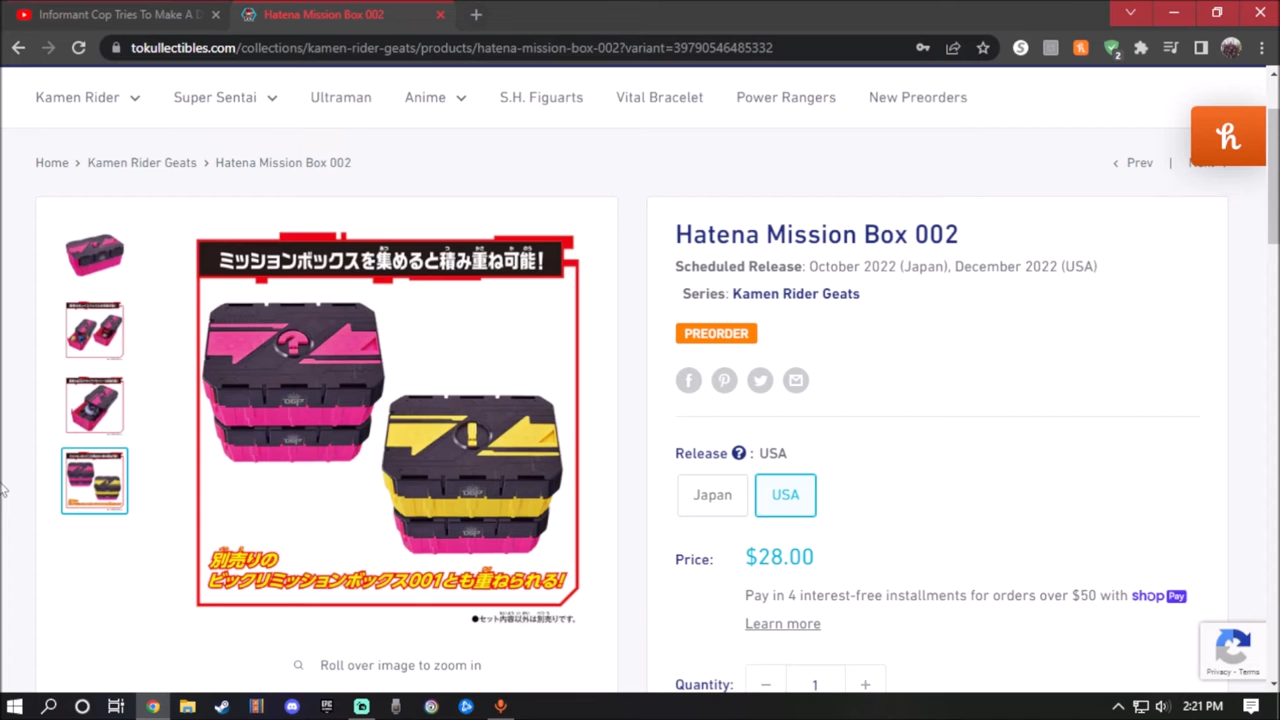 Informant Cop Tries To Make A D
Hatena Mission Box 002
tokullectibles.com/collections/kamen-rider-geats/products/hatena-mission-box-002?variant=39790546485332
2
Kamen Rider
Super Sentai
Ultraman
Anime
S.H. Figuarts
Vital Bracelet
Power Rangers
New Preorders
Home > Kamen Rider Geats > Hatena Mission Box 002
Prev |
ミッションボックスを集めると積み重ね可能!
別売りの
ビックリミッションボックス001とも重ねられる!
●セット内容以外は別売りです。
Roll over image to zoom in
Hatena Mission Box 002
Scheduled Release: October 2022 (Japan), December 2022 (USA)
Series: Kamen Rider Geats
PREORDER
Release ? : USA
Japan USA
Price: $28.00
Pay in 4 interest-free installments for orders over $50 with shop Pay
Learn more
Quantity: − 1 +
Privacy - Terms
2:21 PM